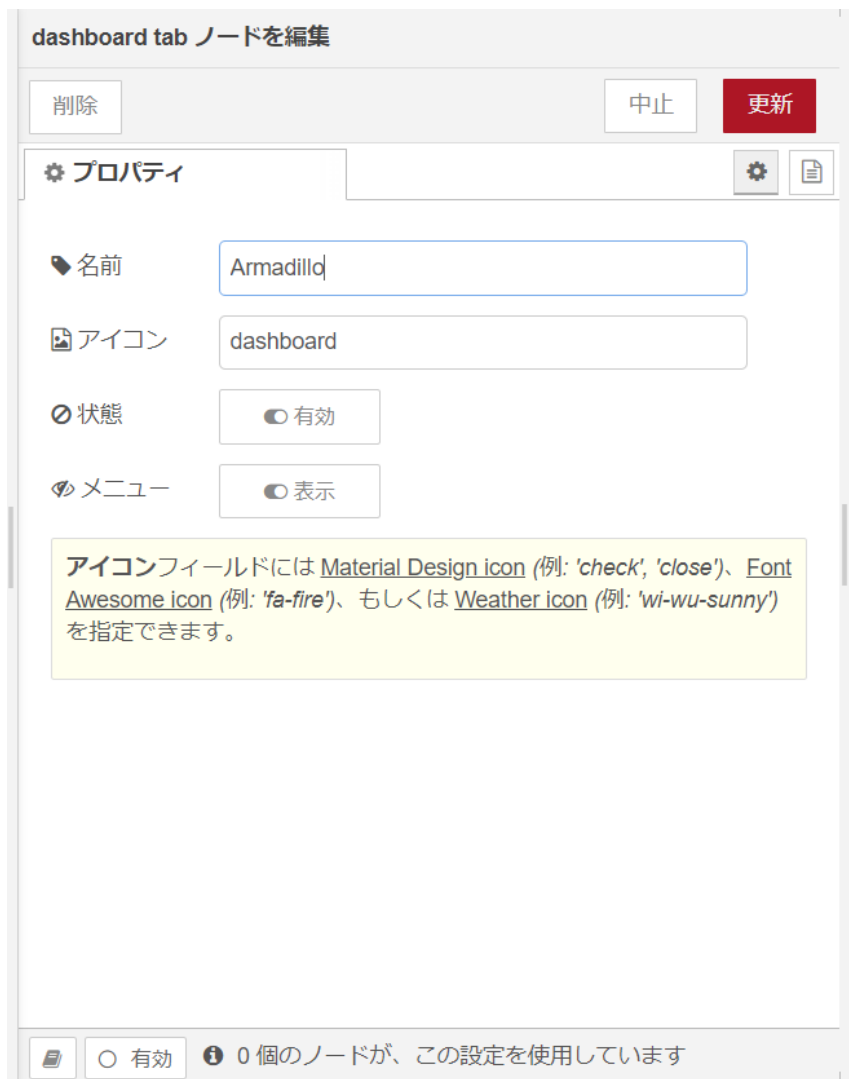 dashboard tab ノードを編集
削除 中止 更新
プロパティ
名前 Armadillo
アイコン dashboard
状態 有効
メニュー 表示
アイコンフィールドには Material Design icon (例: 'check', 'close')、Font
Awesome icon (例: 'fa-fire')、もしくは Weather icon (例: 'wi-wu-sunny')
を指定できます。
有効 0 個のノードが、この設定を使用しています